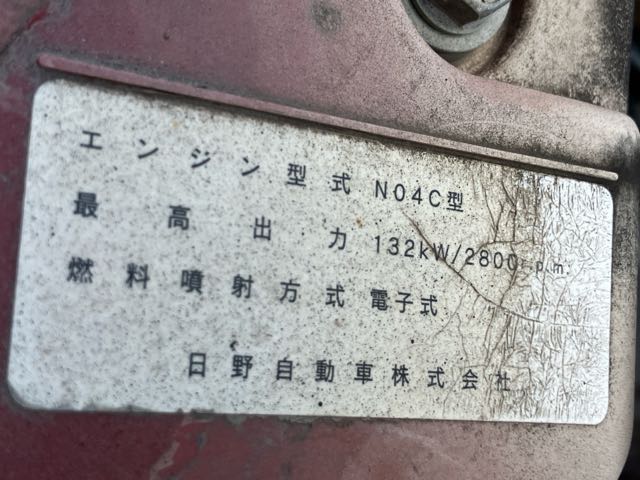 エンジン型式 N04C型
最高出力 132kW/2800r.p.m.
燃料噴射方式 電子式
日野自動車株式会社